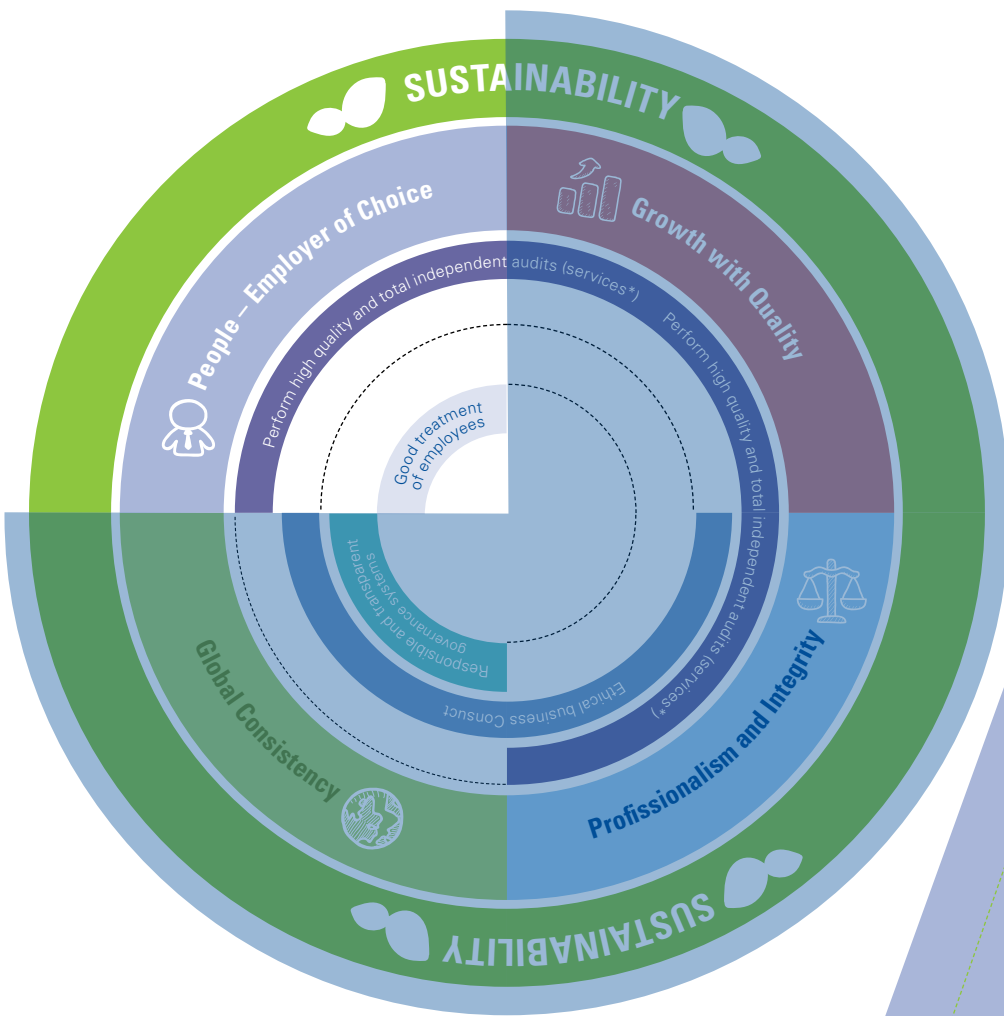 SUSTAINABILITY
People – Employer of Choice
Growth with Quality
Perform high quality and total independent audits (services*)
Perform high quality and total independent audits (services*)
Good treatment
of employees
Responsible and transparent
governance systems
Ethical business Consuct
Global Consistency
Profissionalism and Integrity
SUSTAINABILITY